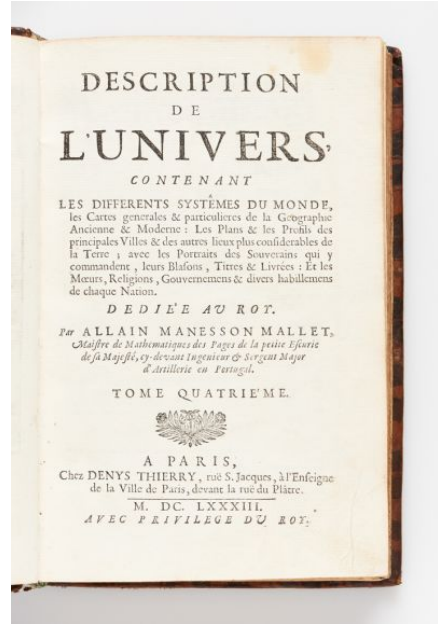 DESCRIPTION
DE
L'UNIVERS,
CONTENANT
LES DIFFERENTS SYSTÈMES DU MONDE,
les Cartes generales & particulieres de la Geographie
Ancienne & Moderne : Les Plans & les Profils des
principales Villes & des autres lieux plus considerables de
la Terre ; avec les Portraits des Souverains qui y
commandent , leurs Blasons , Titres & Livrées : Et les
Mœurs, Religions , Gouvernemens & divers habillemens
de chaque Nation.
DEDIE'E AU ROY.
Par ALLAIN MANESSON MALLET,
Maistre de Mathematiques des Pages de la petite Escurie
de sa Majesté, cy-devant Ingenieur & Sergent Major
d'Artillerie en Portugal.
TOME QUATRIE'ME.
A PARIS,
Chez DENYS THIERRY, ruë S. Jacques, à l'Enseigne
de la Ville de Paris, devant la ruë du Plâtre.
M. DC. LXXXIII.
AVEC PRIVILEGE DU ROY.